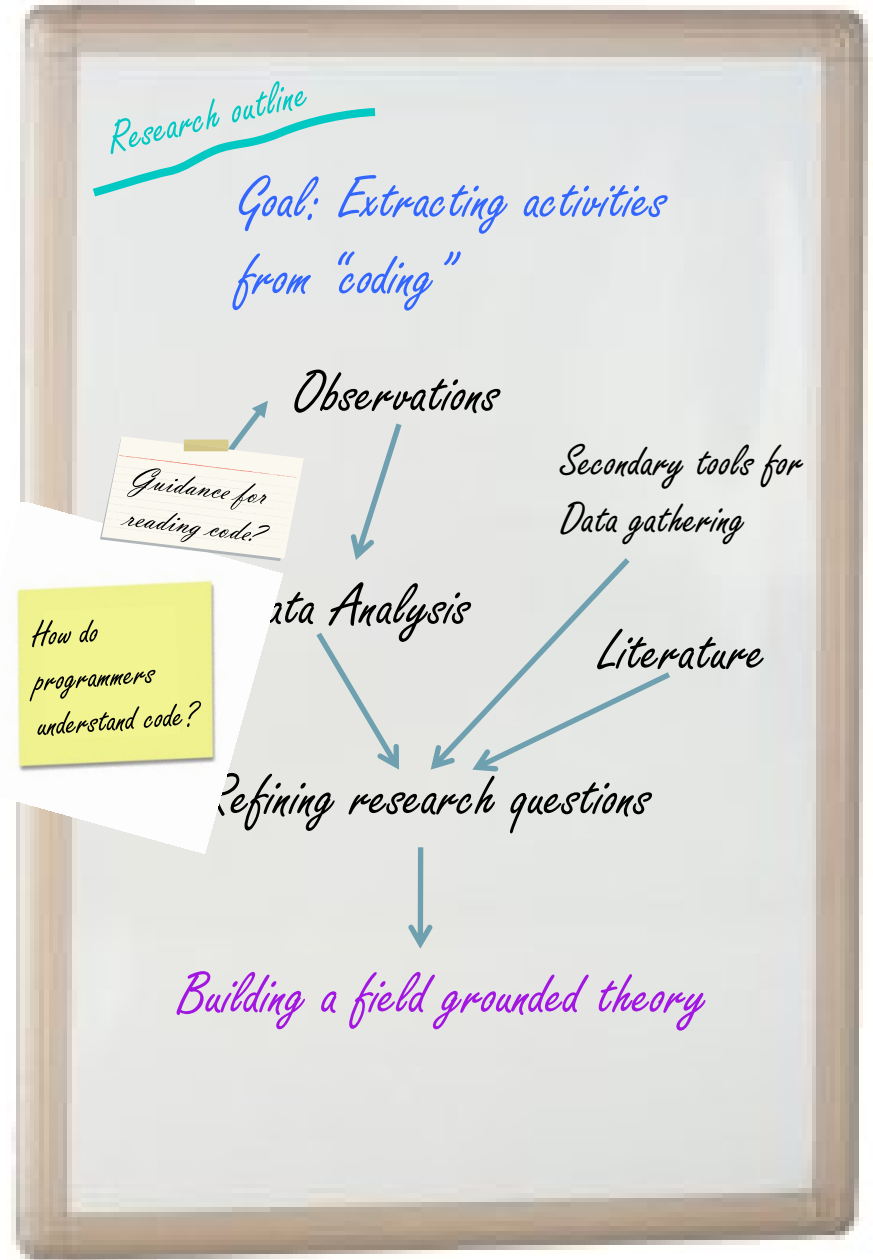 Research outline
Goal: Extracting activities
from “coding”
Observations
Guidance for
reading code?
Secondary tools for
Data gathering
Analysis
How do
programmers
understand code?
Literature
Refining research questions
Building a field grounded theory